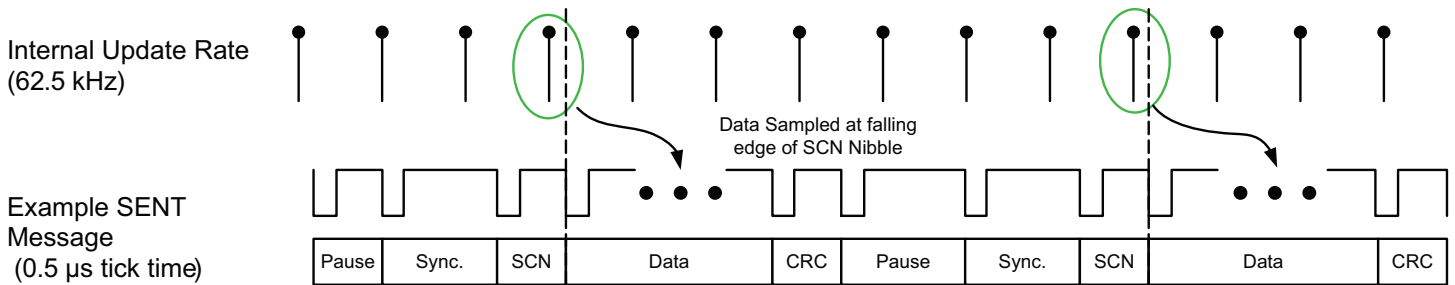 Internal Update Rate
(62.5 kHz)
Data Sampled at falling
edge of SCN Nibble
Example SENT
Message
(0.5 µs tick time)
Pause Sync. SCN Data CRC Pause Sync. SCN Data CRC